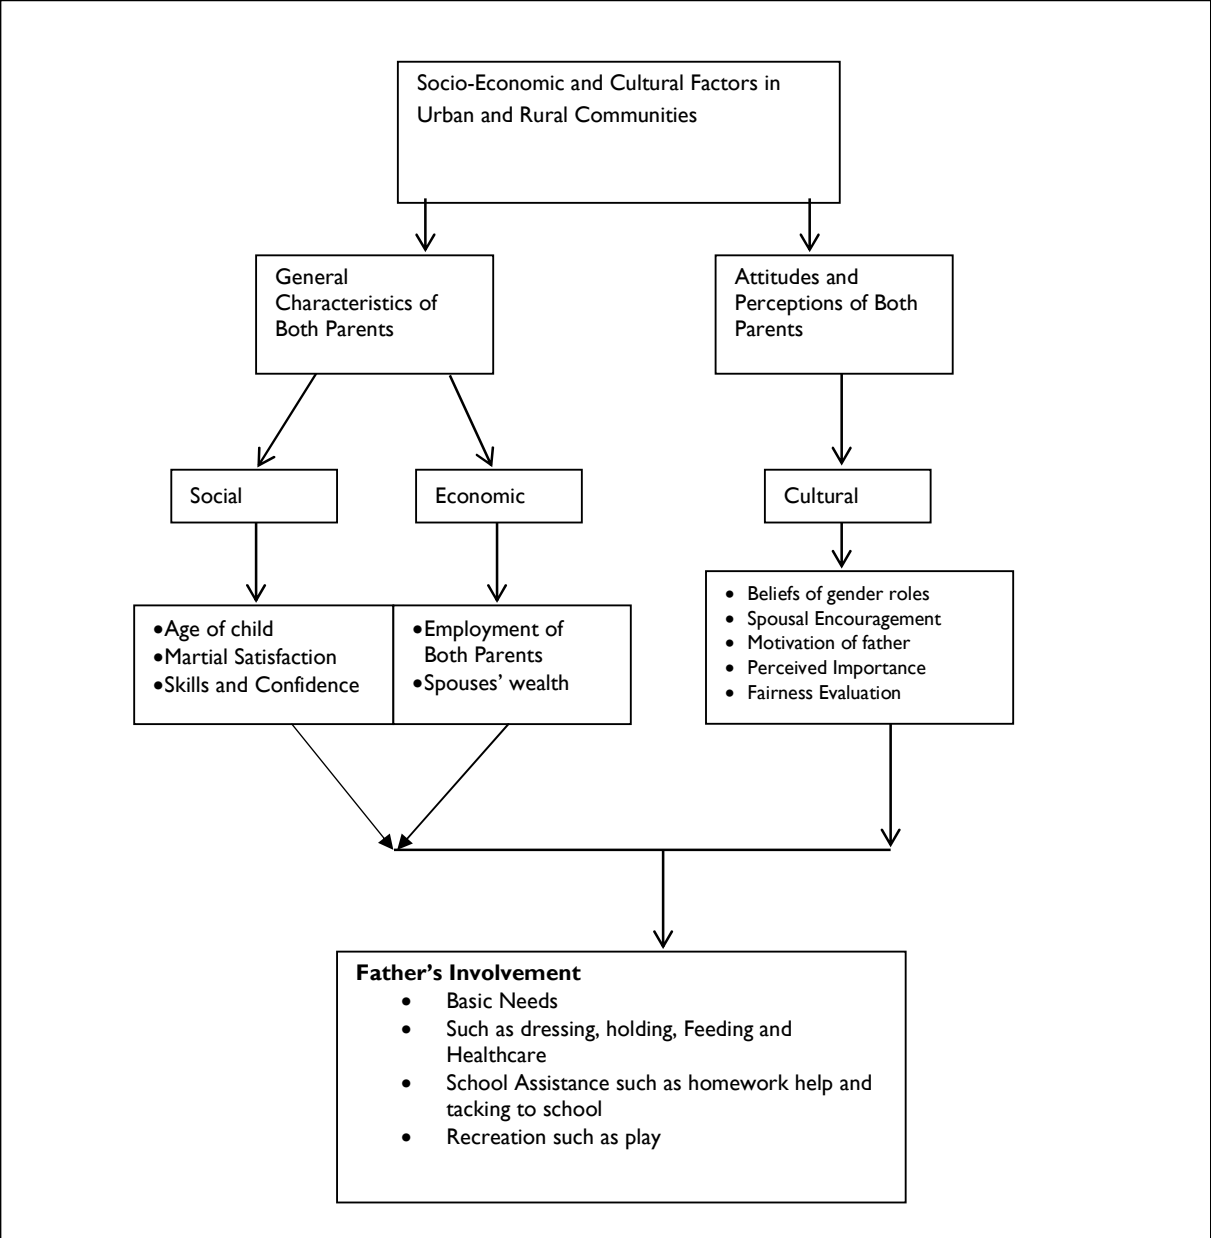 Socio-Economic and Cultural Factors in
Urban and Rural Communities
General
Characteristics of
Both Parents
Attitudes and
Perceptions of Both
Parents
Social
Economic
Cultural
•Age of child
•Martial Satisfaction
•Skills and Confidence
•Employment of
Both Parents
•Spouses’ wealth
• Beliefs of gender roles
• Spousal Encouragement
• Motivation of father
• Perceived Importance
• Fairness Evaluation
Father’s Involvement
• Basic Needs
• Such as dressing, holding, Feeding and
Healthcare
• School Assistance such as homework help and
tacking to school
• Recreation such as play